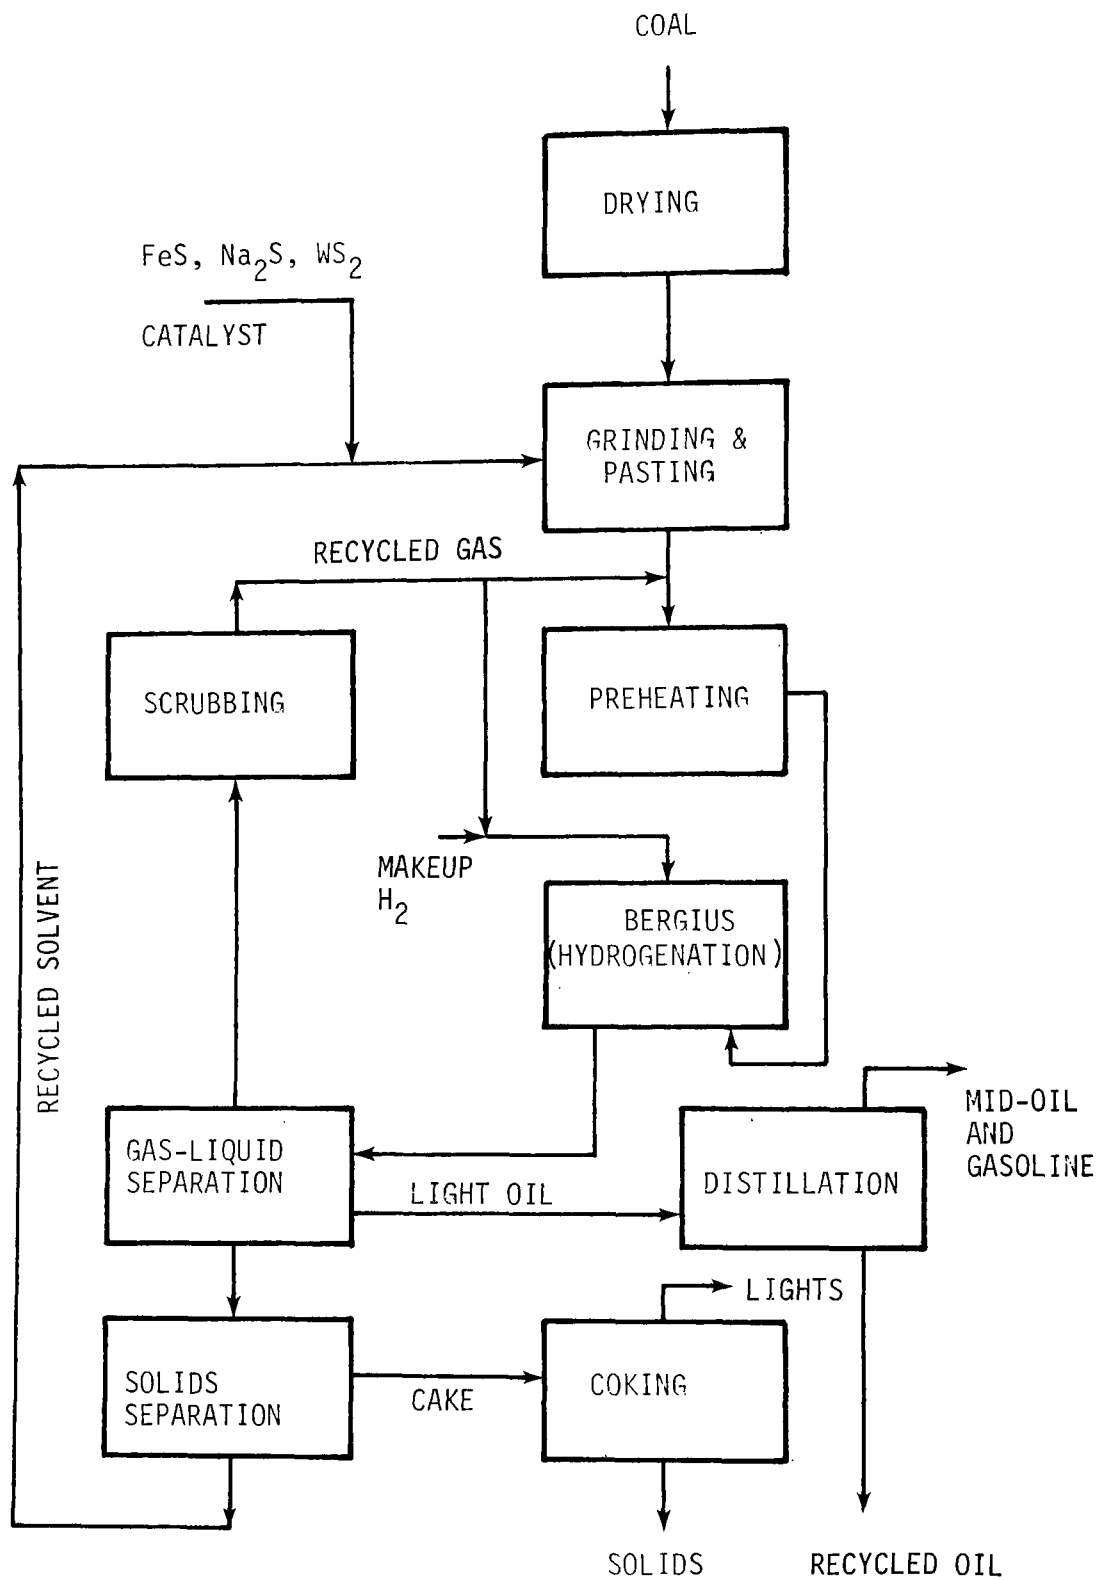 COAL
DRYING
FeS, Na₂S, WS₂
CATALYST
GRINDING &
PASTING
RECYCLED GAS
SCRUBBING
PREHEATING
MAKEUP
H₂
BERGIUS
(HYDROGENATION)
RECYCLED SOLVENT
GAS-LIQUID
SEPARATION
LIGHT OIL
DISTILLATION
MID-OIL
AND
GASOLINE
LIGHTS
SOLIDS
SEPARATION
CAKE
COKING
SOLIDS
RECYCLED OIL